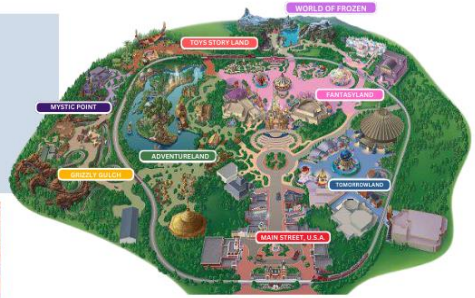 WORLD OF FROZEN
TOYS STORY LAND
FANTASYLAND
MYSTIC POINT
ADVENTURELAND
GRIZZLY GULCH
TOMORROWLAND
MAIN STREET, U.S.A.